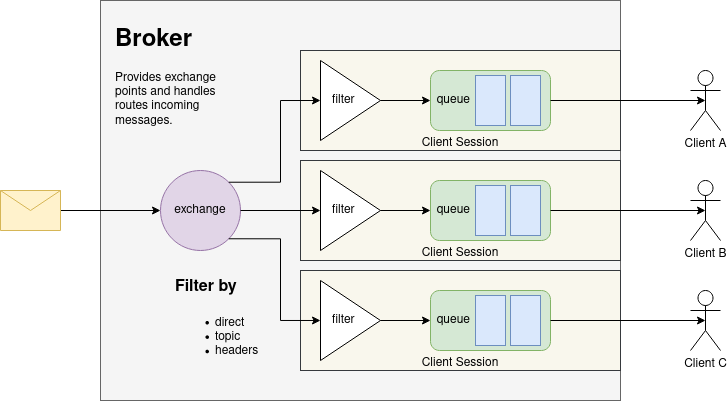 Broker
Provides exchange
points and handles
routes incoming
messages.
filter
queue
Client Session
Client A
exchange
filter
queue
Client Session
Client B
Filter by
• direct
• topic
• headers
filter
queue
Client Session
Client C